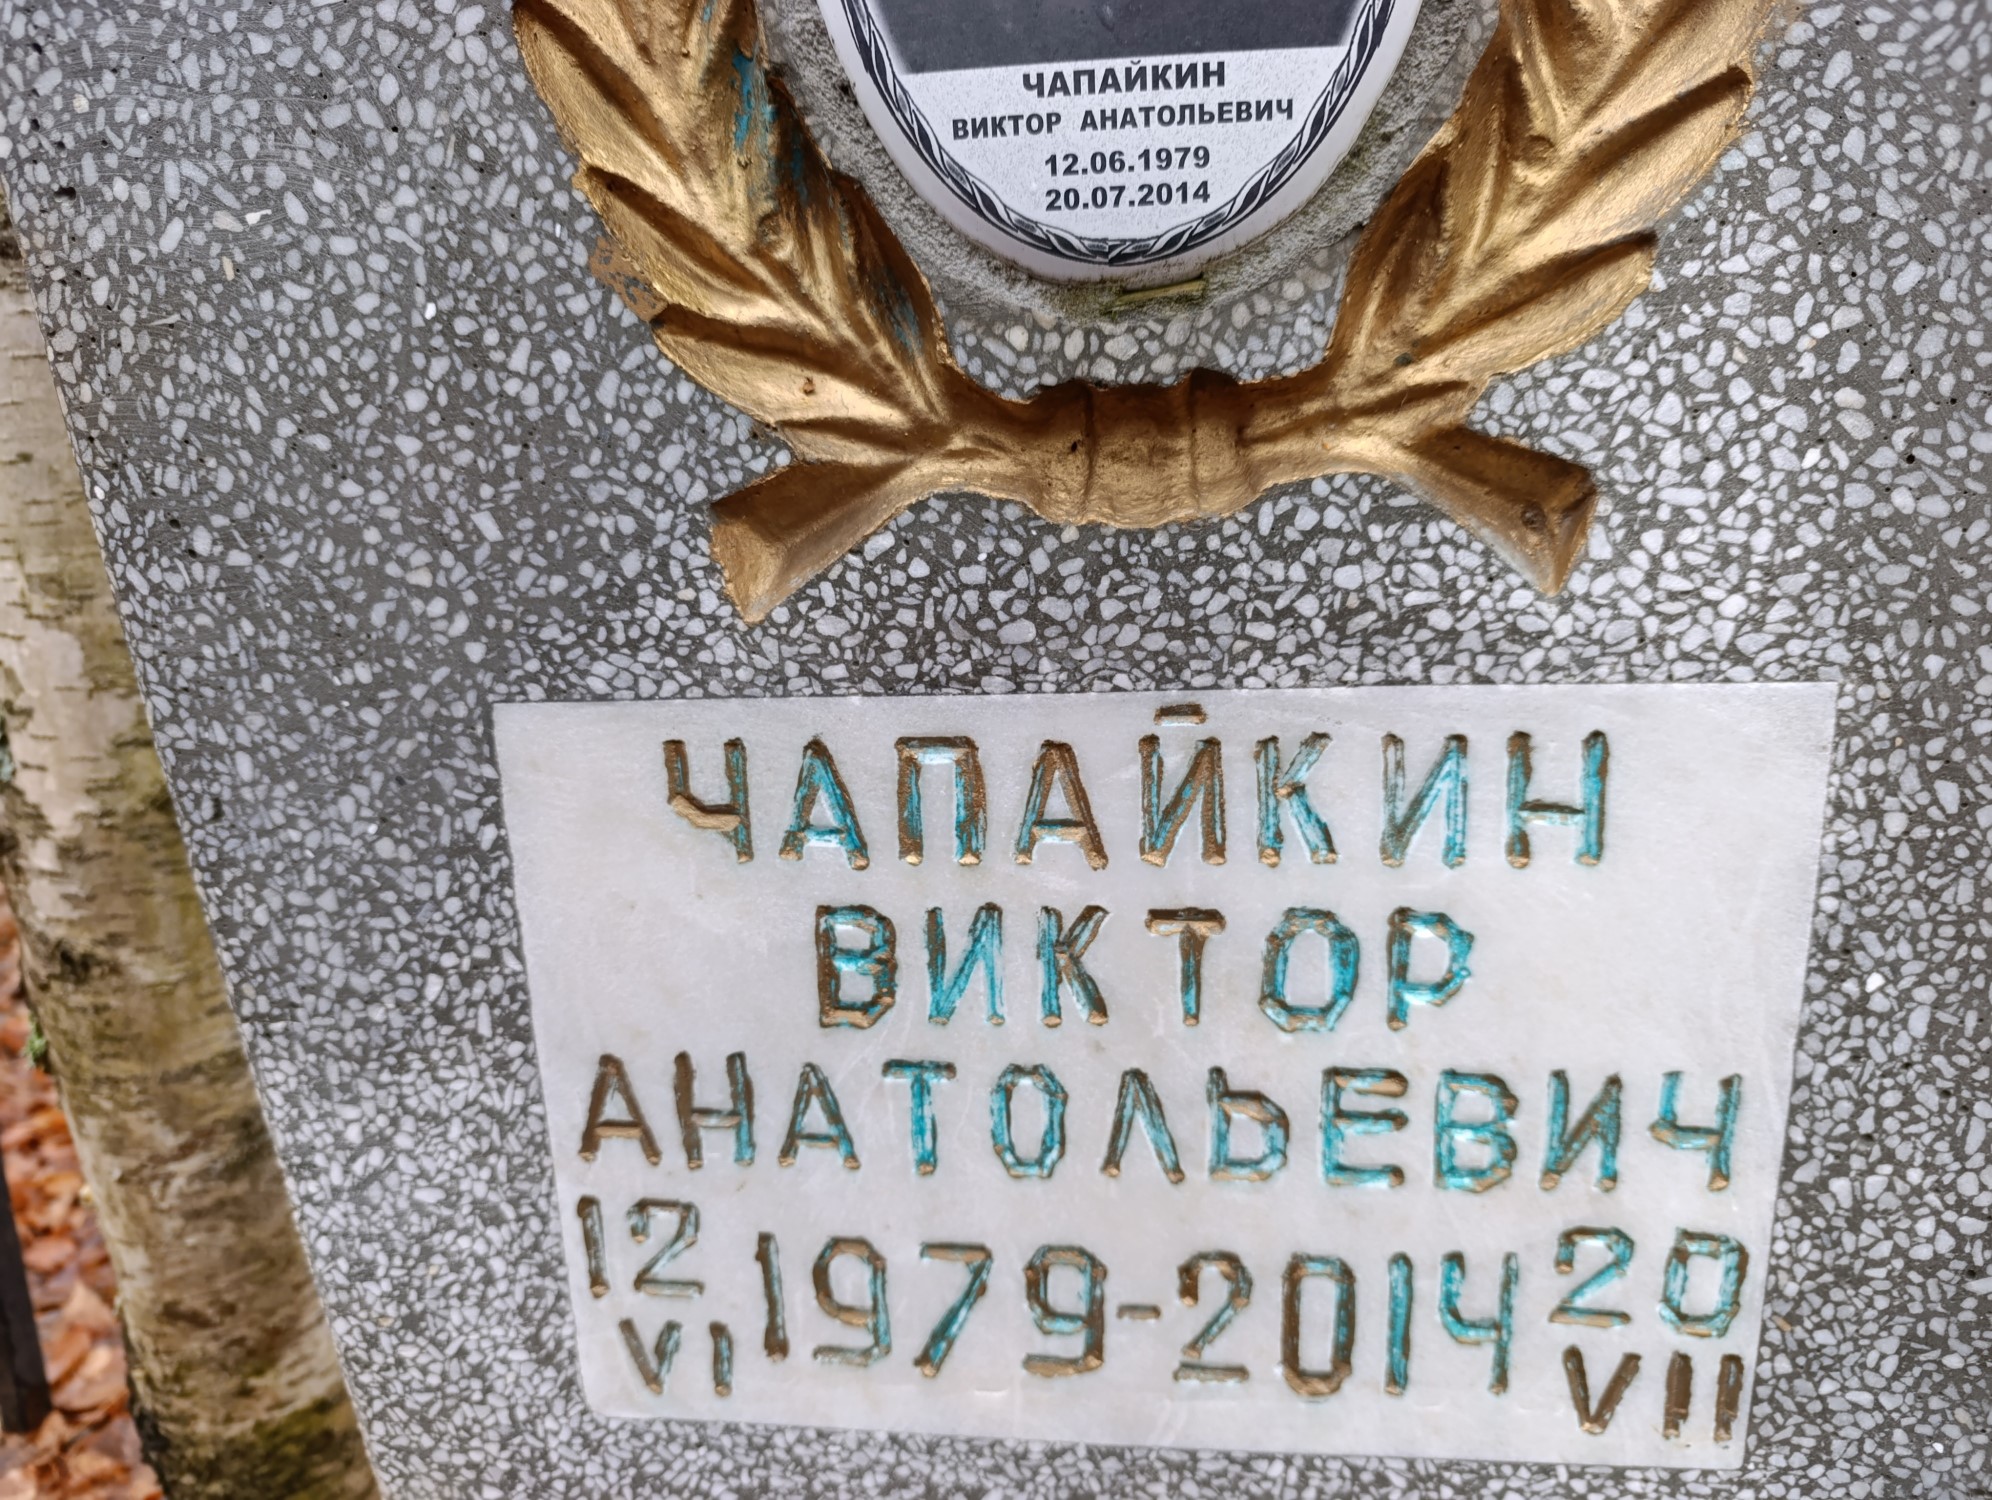 ЧАПАЙКИН
ВИКТОР АНАТОЛЬЕВИЧ
12.06.1979
20.07.2014
ЧАПАЙКИН
ВИКТОР
АНАТОЛЬЕВИЧ
12 VI 1979-2014 20 VII